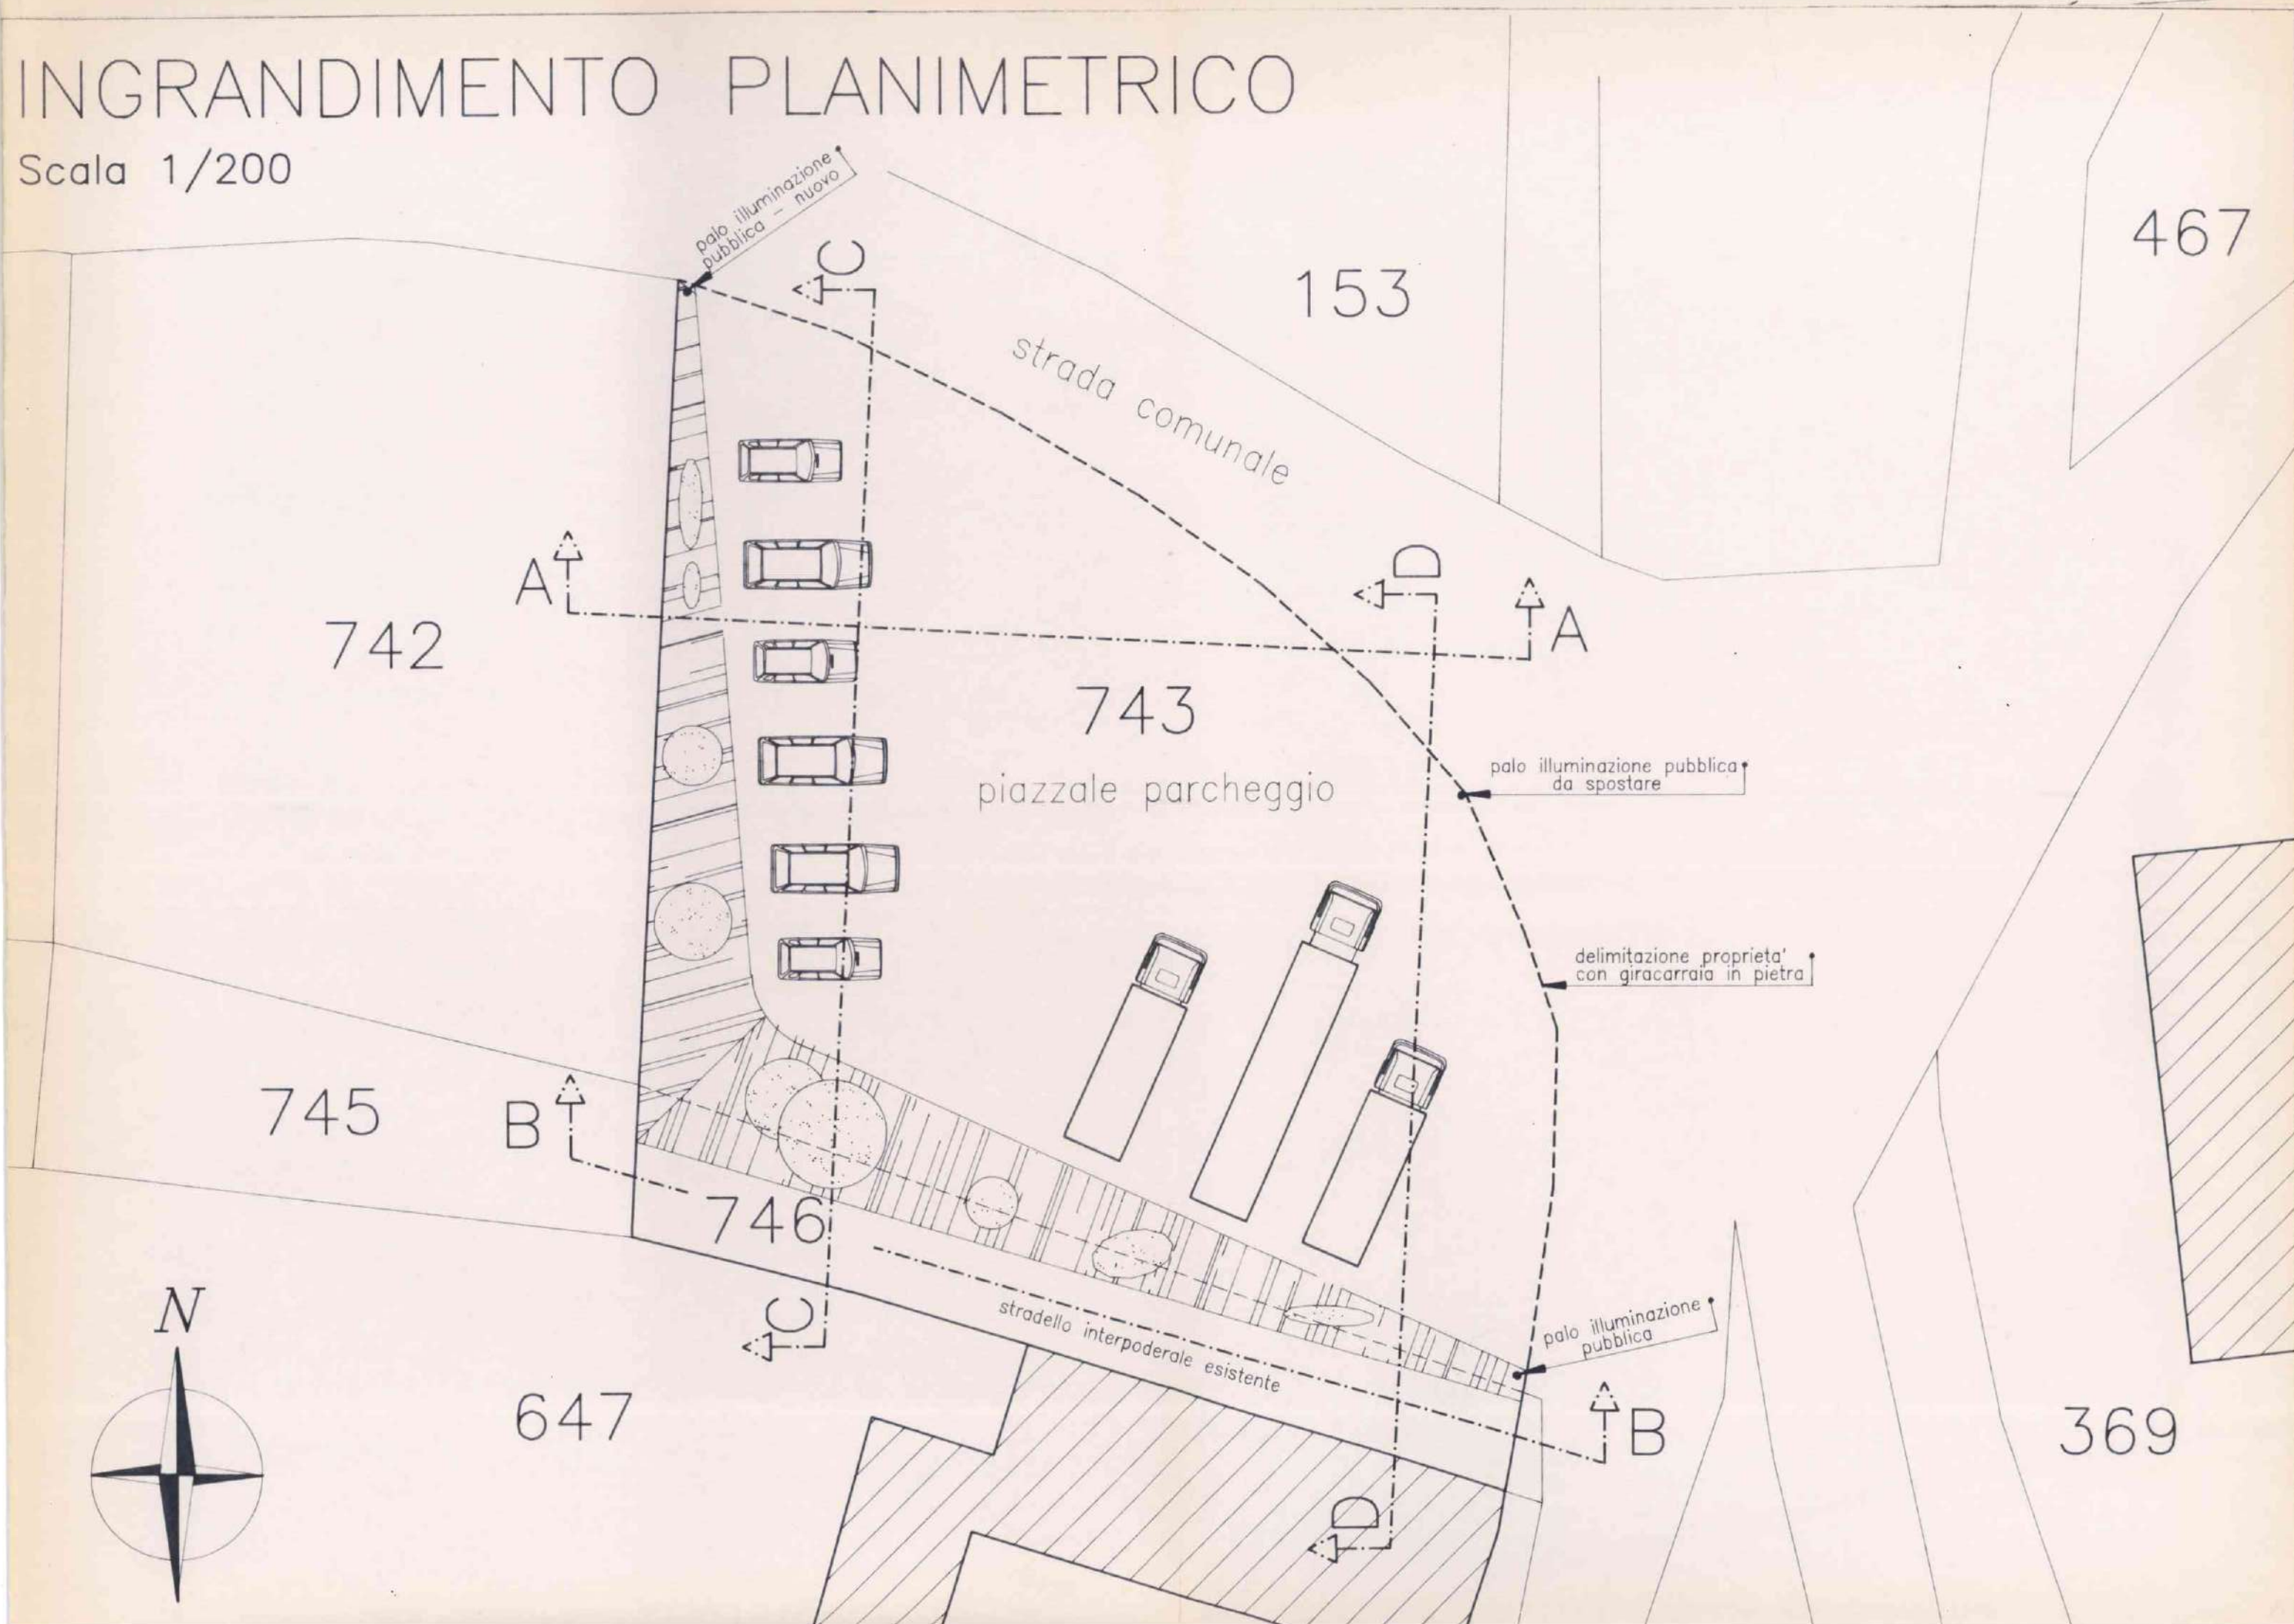 INGRANDIMENTO PLANIMETRICO
Scala 1/200
palo illuminazione
pubblica - nuovo
C
153
467
strada comunale
A
D
A
742
743
piazzale parcheggio
palo illuminazione pubblica
da spostare
delimitazione proprieta'
con giracarraia in pietra
745
B
746
C
stradello interpoderale esistente
palo illuminazione
pubblica
N
647
B
369
D